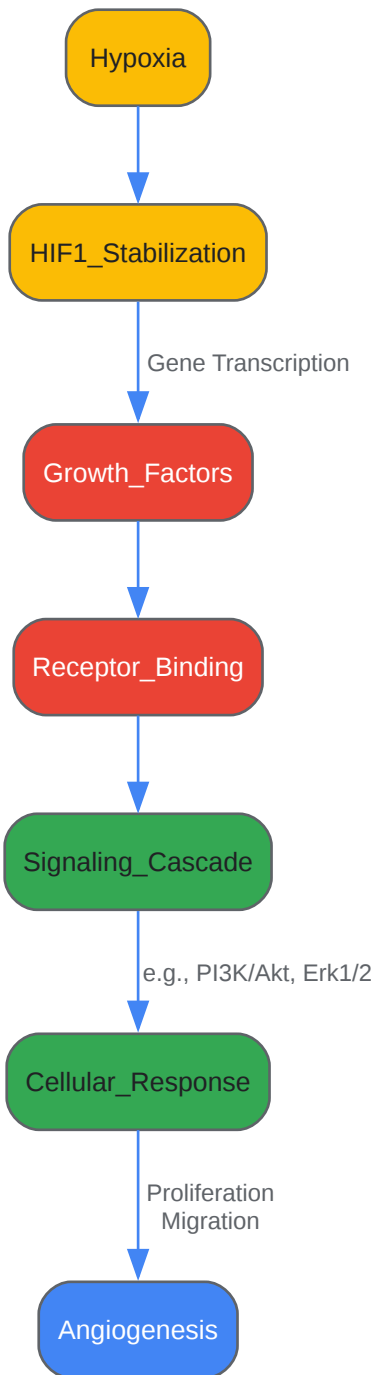 Hypoxia
HIF1_Stabilization
Gene Transcription
Growth_Factors
Receptor_Binding
Signaling_Cascade
e.g., PI3K/Akt, Erk1/2
Cellular_Response
Proliferation
Migration
Angiogenesis